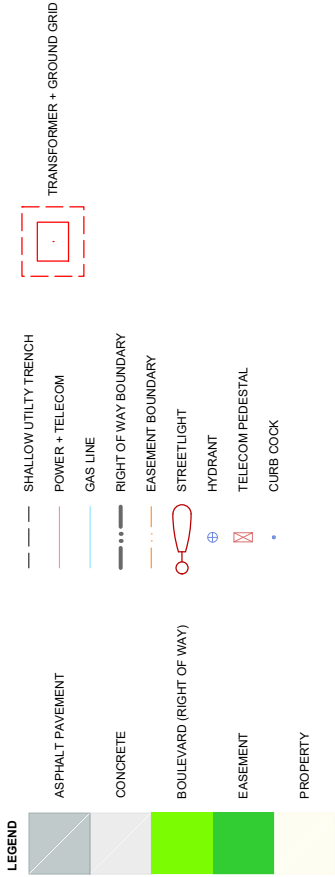 LEGEND
ASPHALT PAVEMENT
CONCRETE
BOULEVARD (RIGHT OF WAY)
EASEMENT
PROPERTY
SHALLOW UTILTY TRENCH
POWER + TELECOM
GAS LINE
RIGHT OF WAY BOUNDARY
EASEMENT BOUNDARY
STREETLIGHT
HYDRANT
TELECOM PEDESTAL
CURB COCK
TRANSFORMER + GROUND GRID